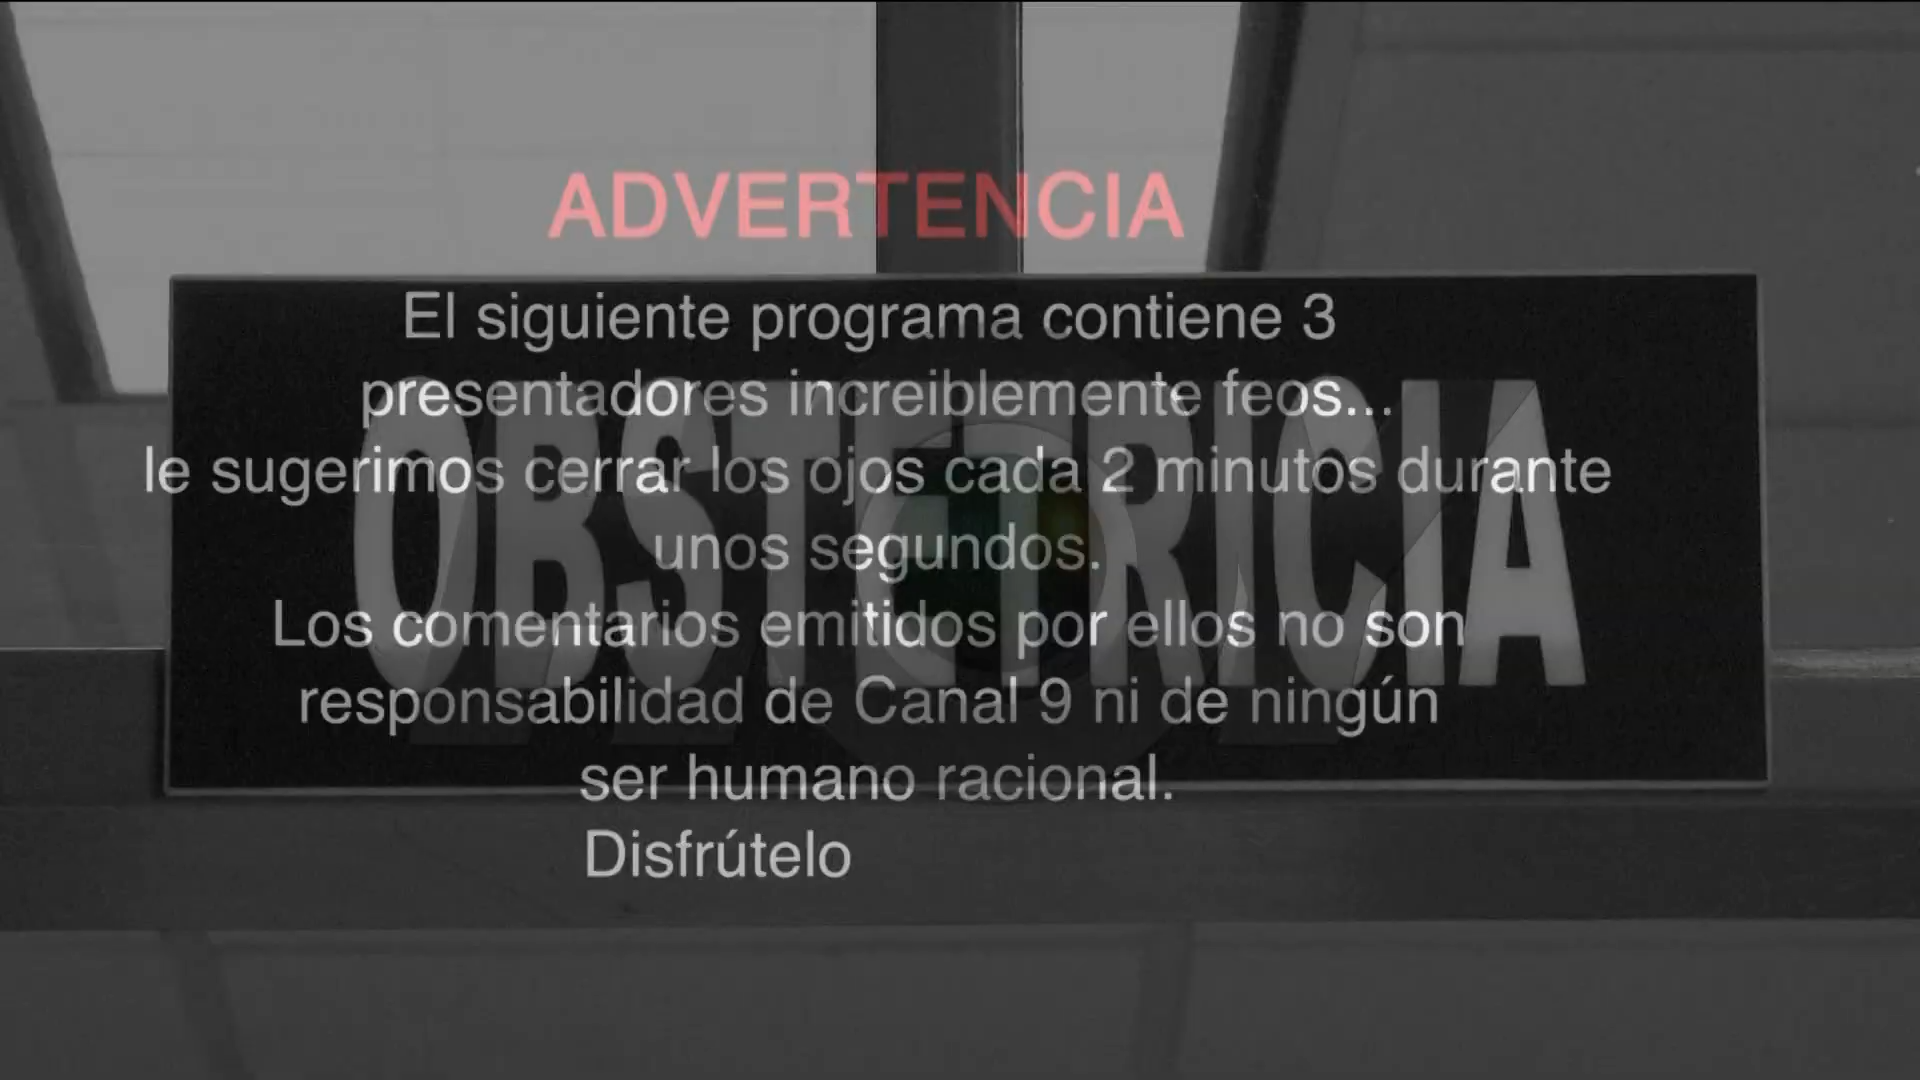 ADVERTENCIA
El siguiente programa contiene 3
presentadores increiblemente feos...
le sugerimos cerrar los ojos cada 2 minutos durante
unos segundos.
Los comentarios emitidos por ellos no son
responsabilidad de Canal 9 ni de ningún
ser humano racional.
Disfrútelo
OBSTETRICIA